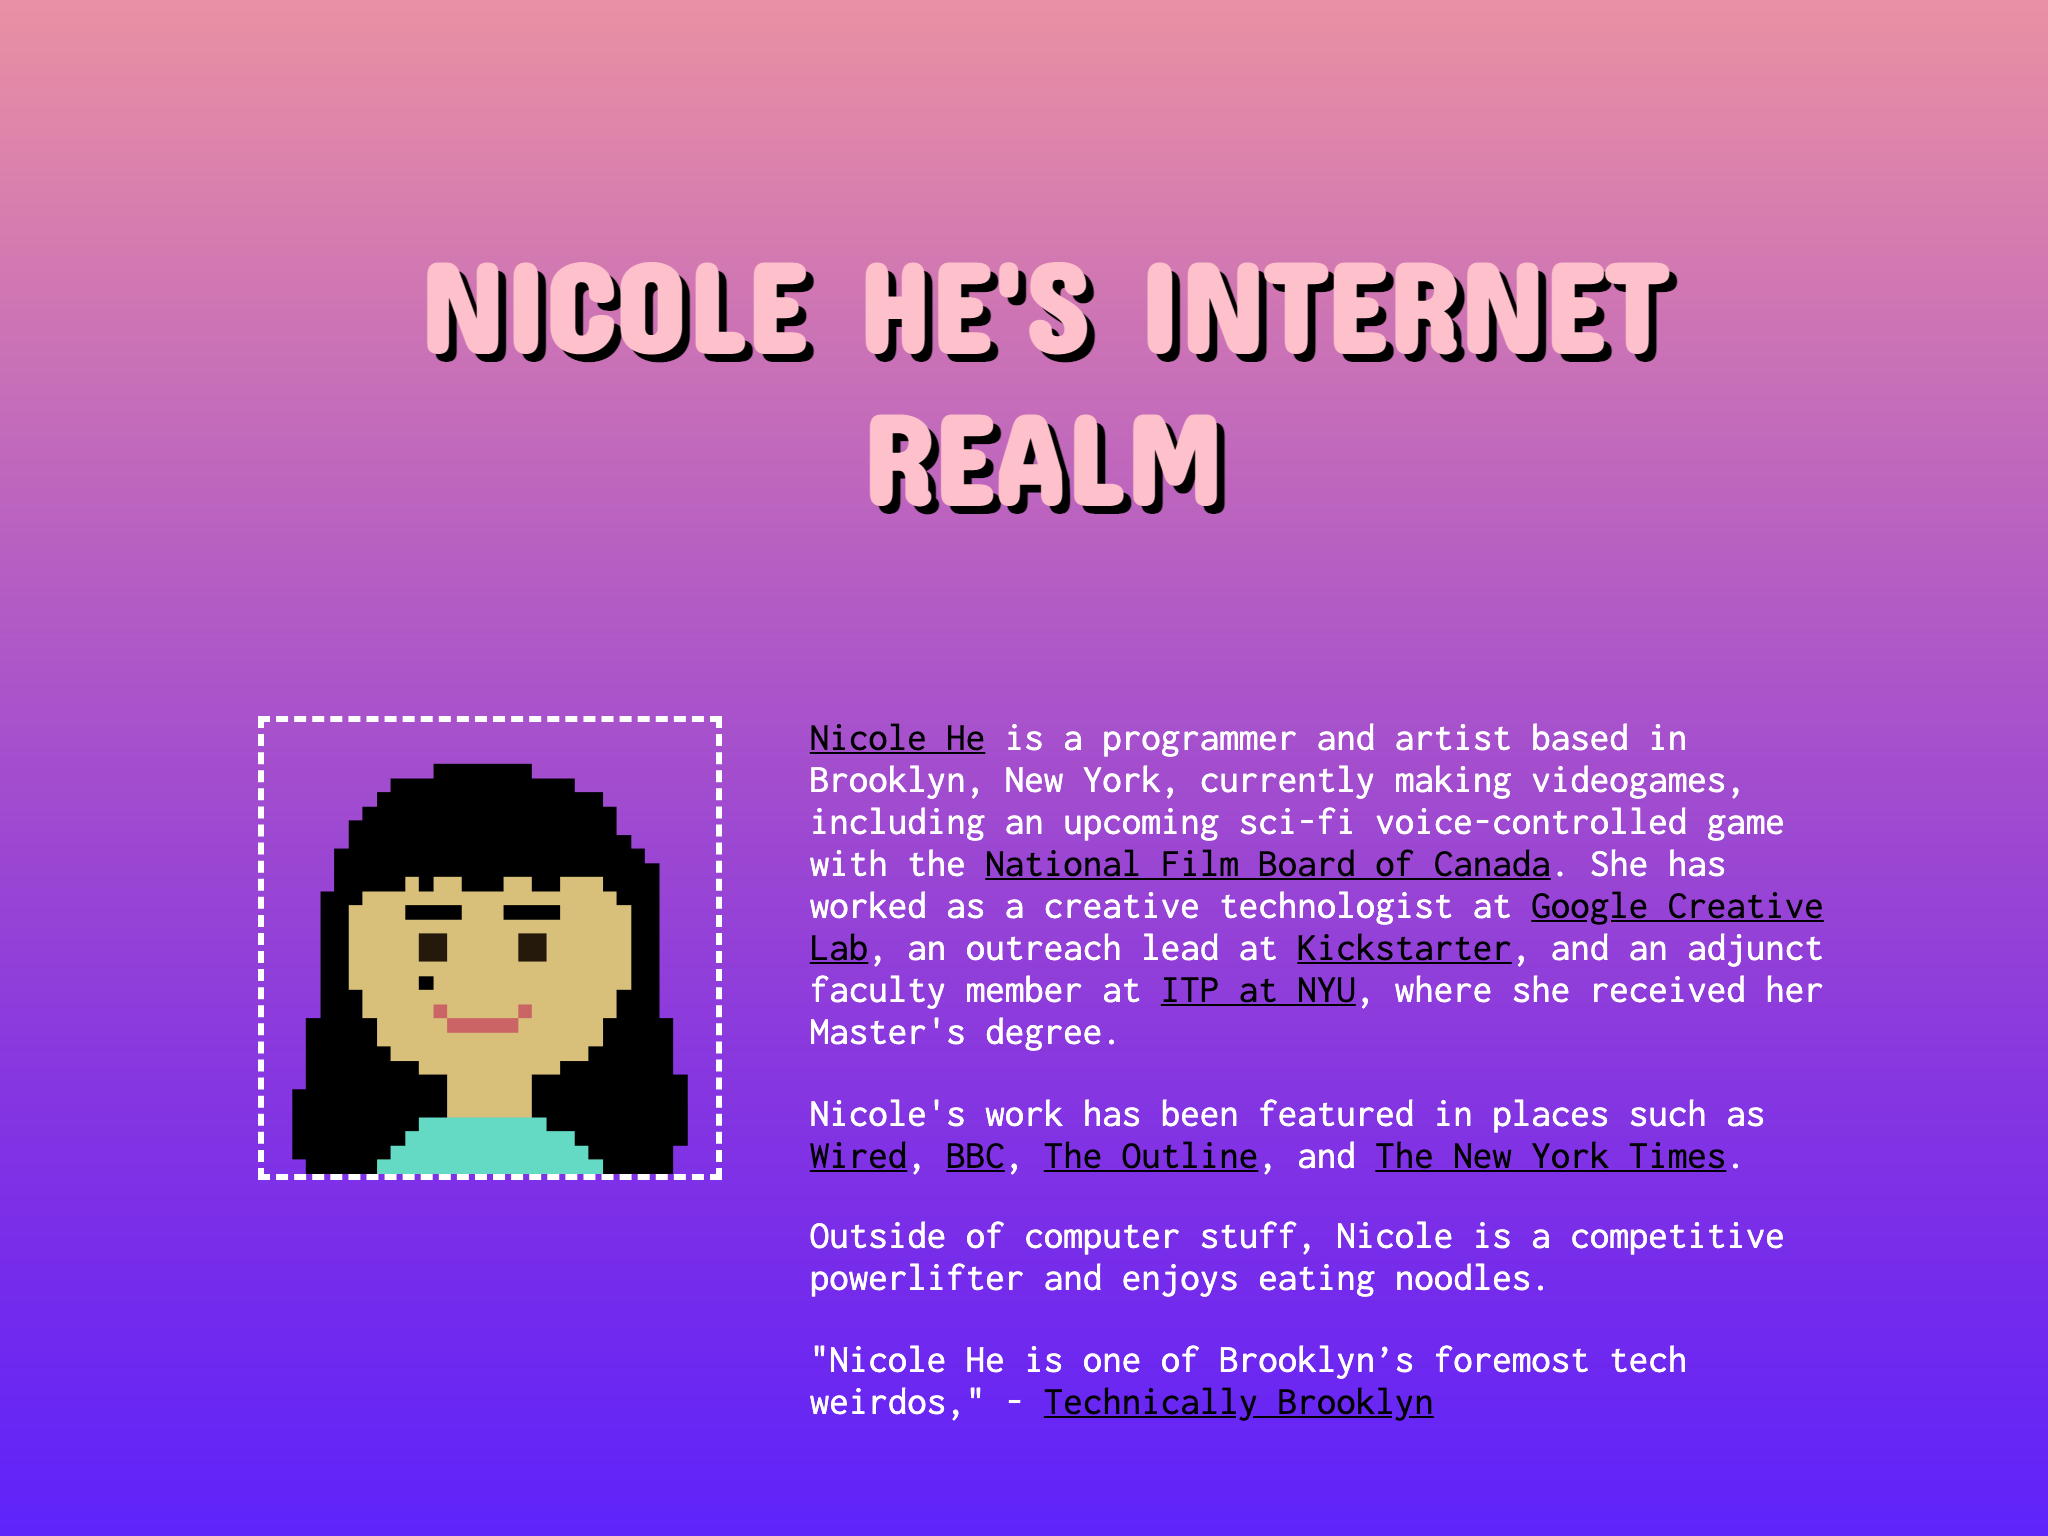 NICOLE HE'S INTERNET
REALM
Nicole He is a programmer and artist based in
Brooklyn, New York, currently making videogames,
including an upcoming sci-fi voice-controlled game
with the National Film Board of Canada. She has
worked as a creative technologist at Google Creative
Lab, an outreach lead at Kickstarter, and an adjunct
faculty member at ITP at NYU, where she received her
Master's degree.
Nicole's work has been featured in places such as
Wired, BBC, The Outline, and The New York Times.
Outside of computer stuff, Nicole is a competitive
powerlifter and enjoys eating noodles.
"Nicole He is one of Brooklyn’s foremost tech
weirdos," - Technically Brooklyn